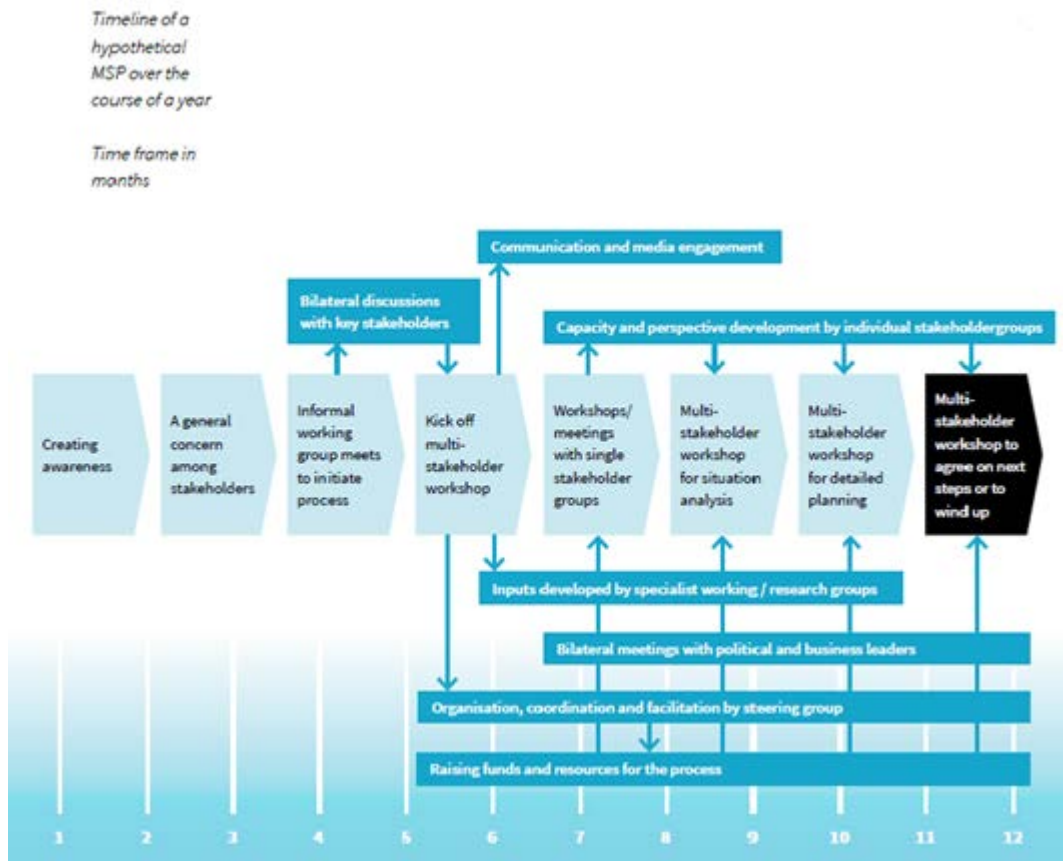 Timeline of a
hypothetical
MSP over the
course of a year
Time frame in
months
Communication and media engagement
Bilateral discussions
with key stakeholders
Capacity and perspective development by individual stakeholdergroups
Creating
awareness
A general
concern
among
stakeholders
Informal
working
group meets
to initiate
process
Kick off
multi-
stakeholder
workshop
Workshops/
meetings
with single
stakeholder
groups
Multi-
stakeholder
workshop
for situation
analysis
Multi-
stakeholder
workshop
for detailed
planning
Multi-
stakeholder
workshop to
agree on next
steps or to
wind up
Inputs developed by specialist working / research groups
Bilateral meetings with political and business leaders
Organisation, coordination and facilitation by steering group
Raising funds and resources for the process
1 2 3 4 5 6 7 8 9 10 11 12